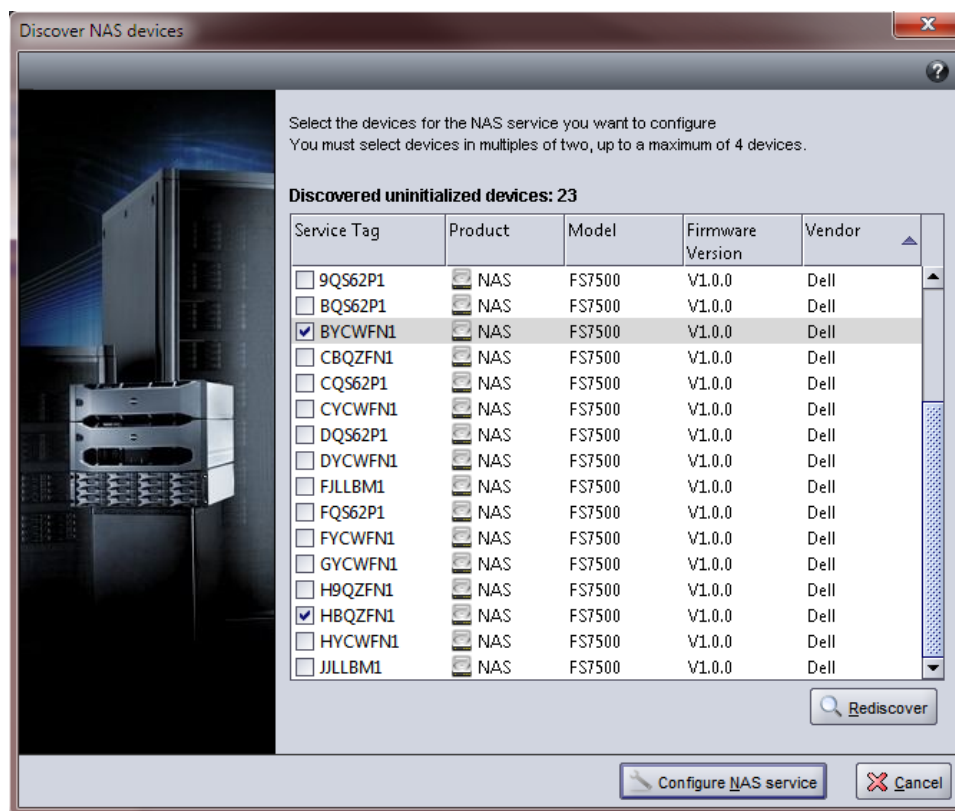 Discover NAS devices
Select the devices for the NAS service you want to configure
You must select devices in multiples of two, up to a maximum of 4 devices.
Discovered uninitialized devices: 23
Service Tag Product Model Firmware Version Vendor
9QS62P1 NAS FS7500 V1.0.0 Dell
BQS62P1 NAS FS7500 V1.0.0 Dell
BYCWFN1 NAS FS7500 V1.0.0 Dell
CBQZFN1 NAS FS7500 V1.0.0 Dell
CQS62P1 NAS FS7500 V1.0.0 Dell
CYCWFN1 NAS FS7500 V1.0.0 Dell
DQS62P1 NAS FS7500 V1.0.0 Dell
DYCWFN1 NAS FS7500 V1.0.0 Dell
FJLLBM1 NAS FS7500 V1.0.0 Dell
FQS62P1 NAS FS7500 V1.0.0 Dell
FYCWFN1 NAS FS7500 V1.0.0 Dell
GYCWFN1 NAS FS7500 V1.0.0 Dell
H9QZFN1 NAS FS7500 V1.0.0 Dell
HBQZFN1 NAS FS7500 V1.0.0 Dell
HYCWFN1 NAS FS7500 V1.0.0 Dell
JJLLBM1 NAS FS7500 V1.0.0 Dell
Rediscover
Configure NAS service Cancel